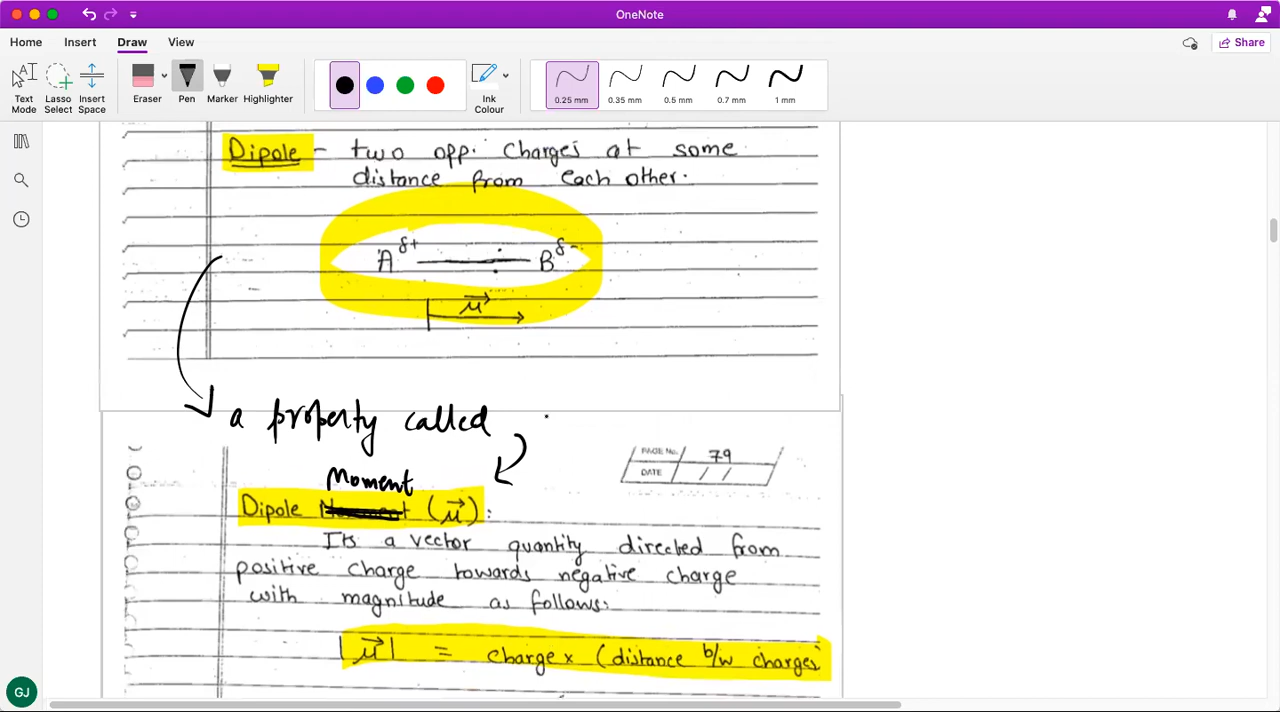 OneNote
Home Insert Draw View
Share
Text Mode
Lasso Select
Insert Space
Eraser
Pen
Marker
Highlighter
Ink Colour
0.25 mm
0.35 mm
0.5 mm
0.7 mm
1 mm
Dipole - two opp. charges at some
distance from each other.
A δ+ B δ-
μ⃗
a property called
PAGE No. 79
DATE / /
Moment
Dipole (μ⃗):
Its a vector quantity directed from
positive charge towards negative charge
with magnitude as follows:
|μ⃗| = charge x (distance b/w charges
GJ